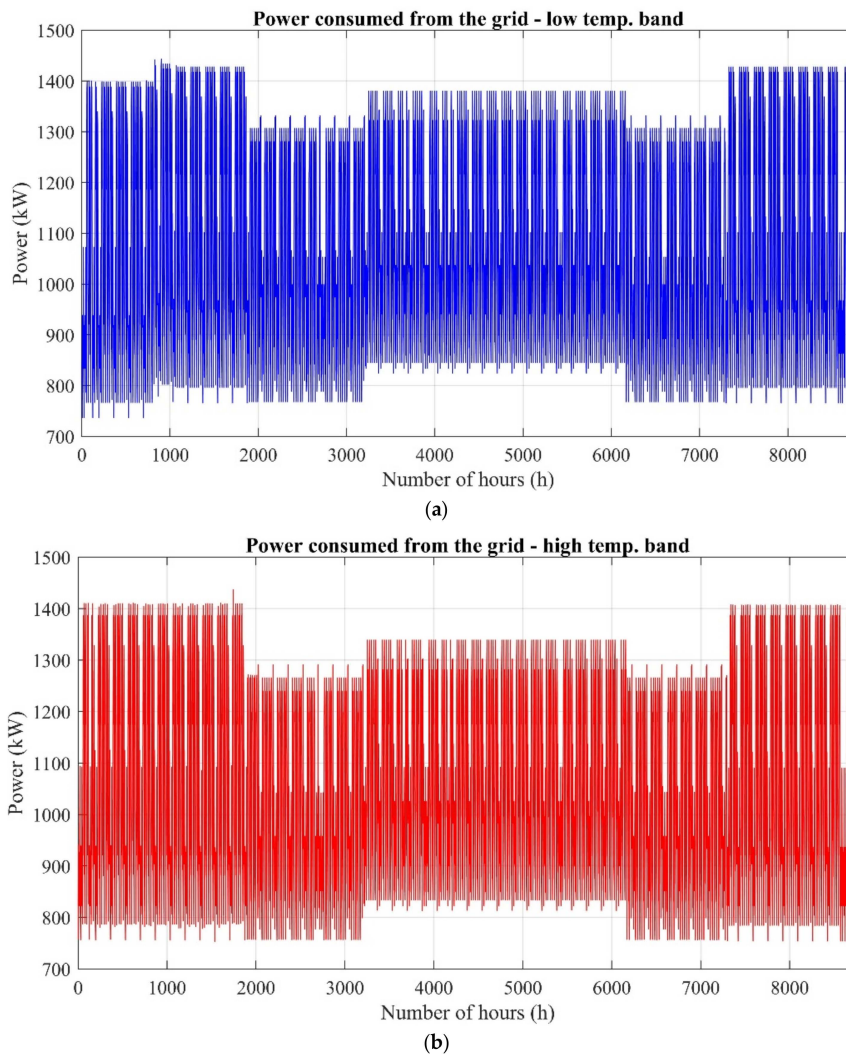 Power consumed from the grid - low temp. band
1500
1400
1300
1200
1100
1000
900
800
700
Power (kW)
0 1000 2000 3000 4000 5000 6000 7000 8000
Number of hours (h)
(a)
Power consumed from the grid - high temp. band
1500
1400
1300
1200
1100
1000
900
800
700
Power (kW)
0 1000 2000 3000 4000 5000 6000 7000 8000
Number of hours (h)
(b)